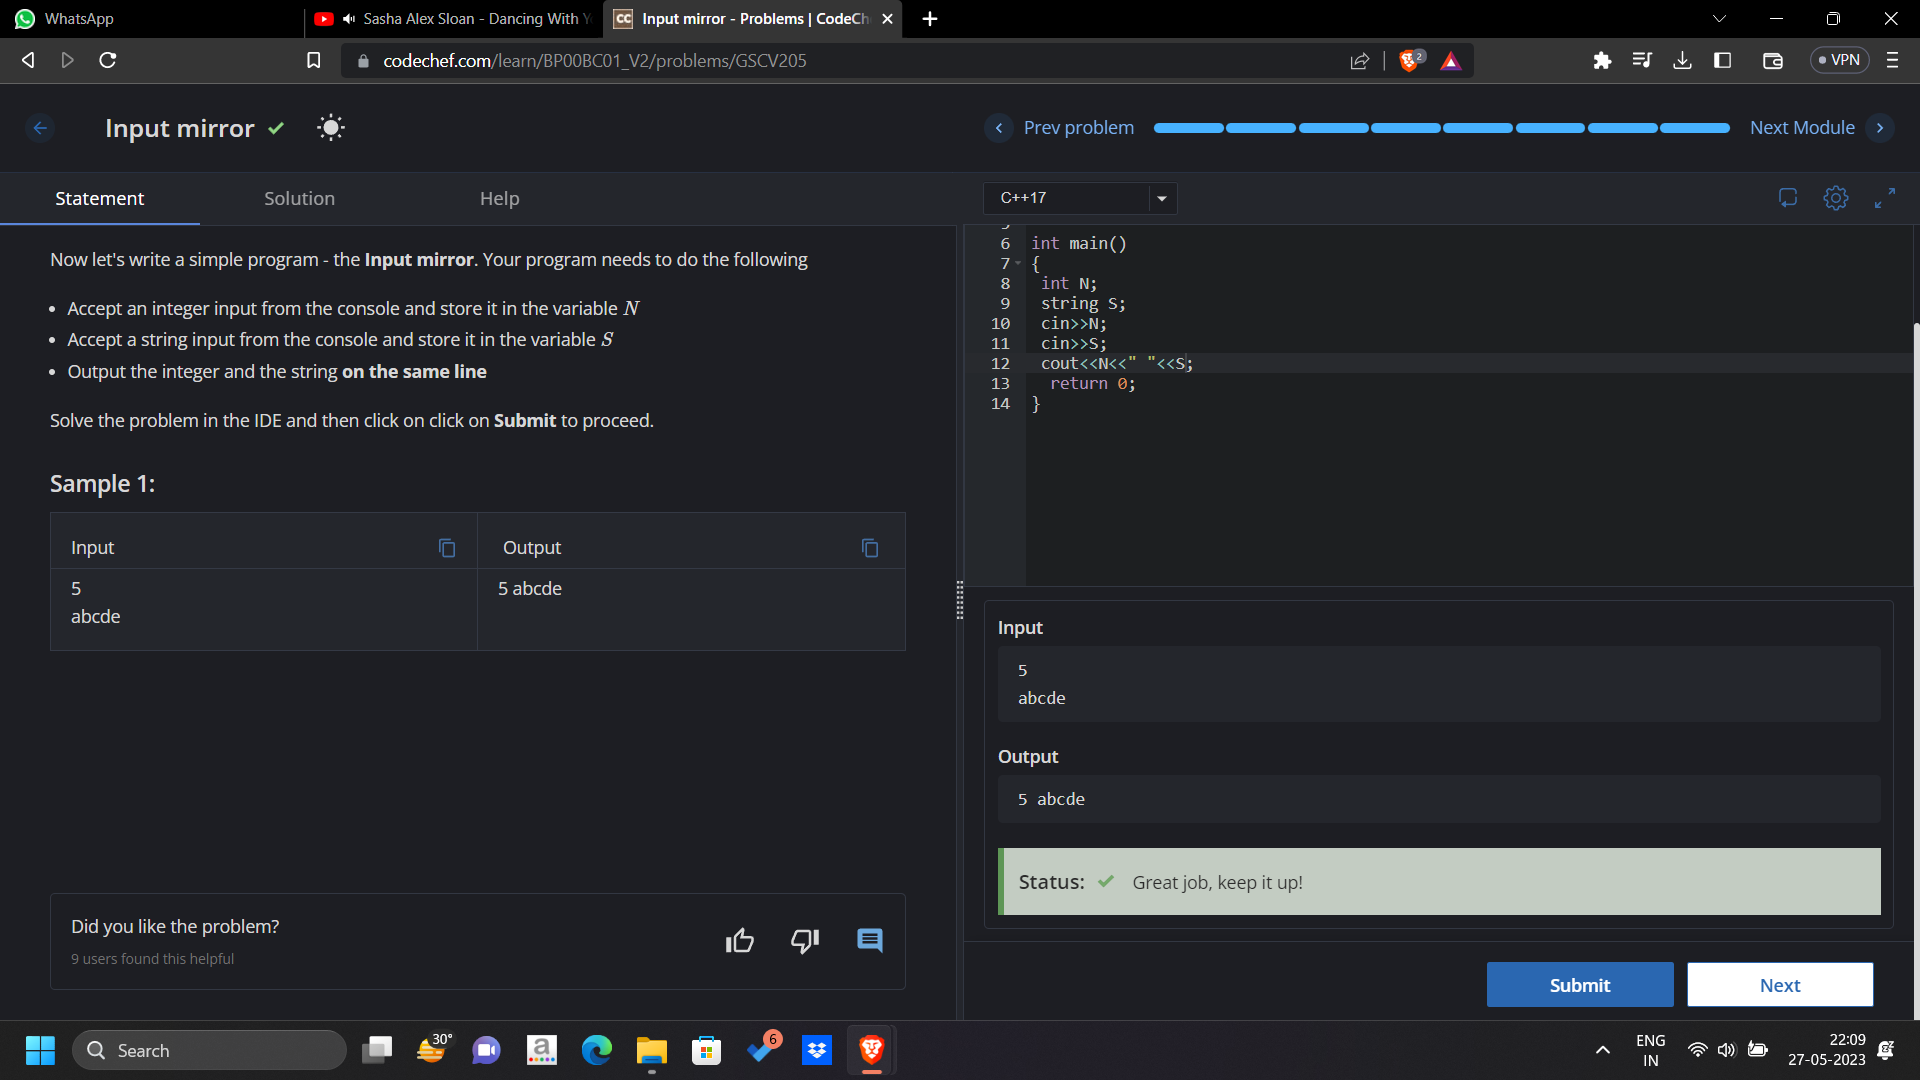 WhatsApp
Sasha Alex Sloan - Dancing With Y
CC Input mirror - Problems | CodeCh
codechef.com/learn/BP00BC01_V2/problems/GSCV205
2
VPN
Input mirror
Prev problem
Next Module
Statement
Solution
Help
C++17
Now let's write a simple program - the Input mirror. Your program needs to do the following
• Accept an integer input from the console and store it in the variable N
• Accept a string input from the console and store it in the variable S
• Output the integer and the string on the same line
Solve the problem in the IDE and then click on click on Submit to proceed.
Sample 1:
Input
Output
5
abcde
5 abcde
Did you like the problem?
9 users found this helpful
6 int main()
7 {
8 int N;
9 string S;
10 cin>>N;
11 cin>>S;
12 cout<<N<<" "<<S;
13 return 0;
14 }
Input
5
abcde
Output
5 abcde
Status: Great job, keep it up!
Submit
Next
Search
30°
a
6
ENG
IN
22:09
27-05-2023